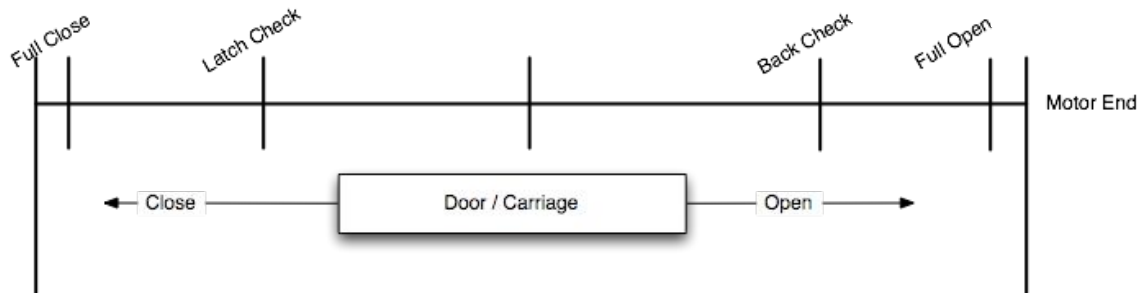 Full Close
Latch Check
Back Check
Full Open
Motor End
Close
Door / Carriage
Open